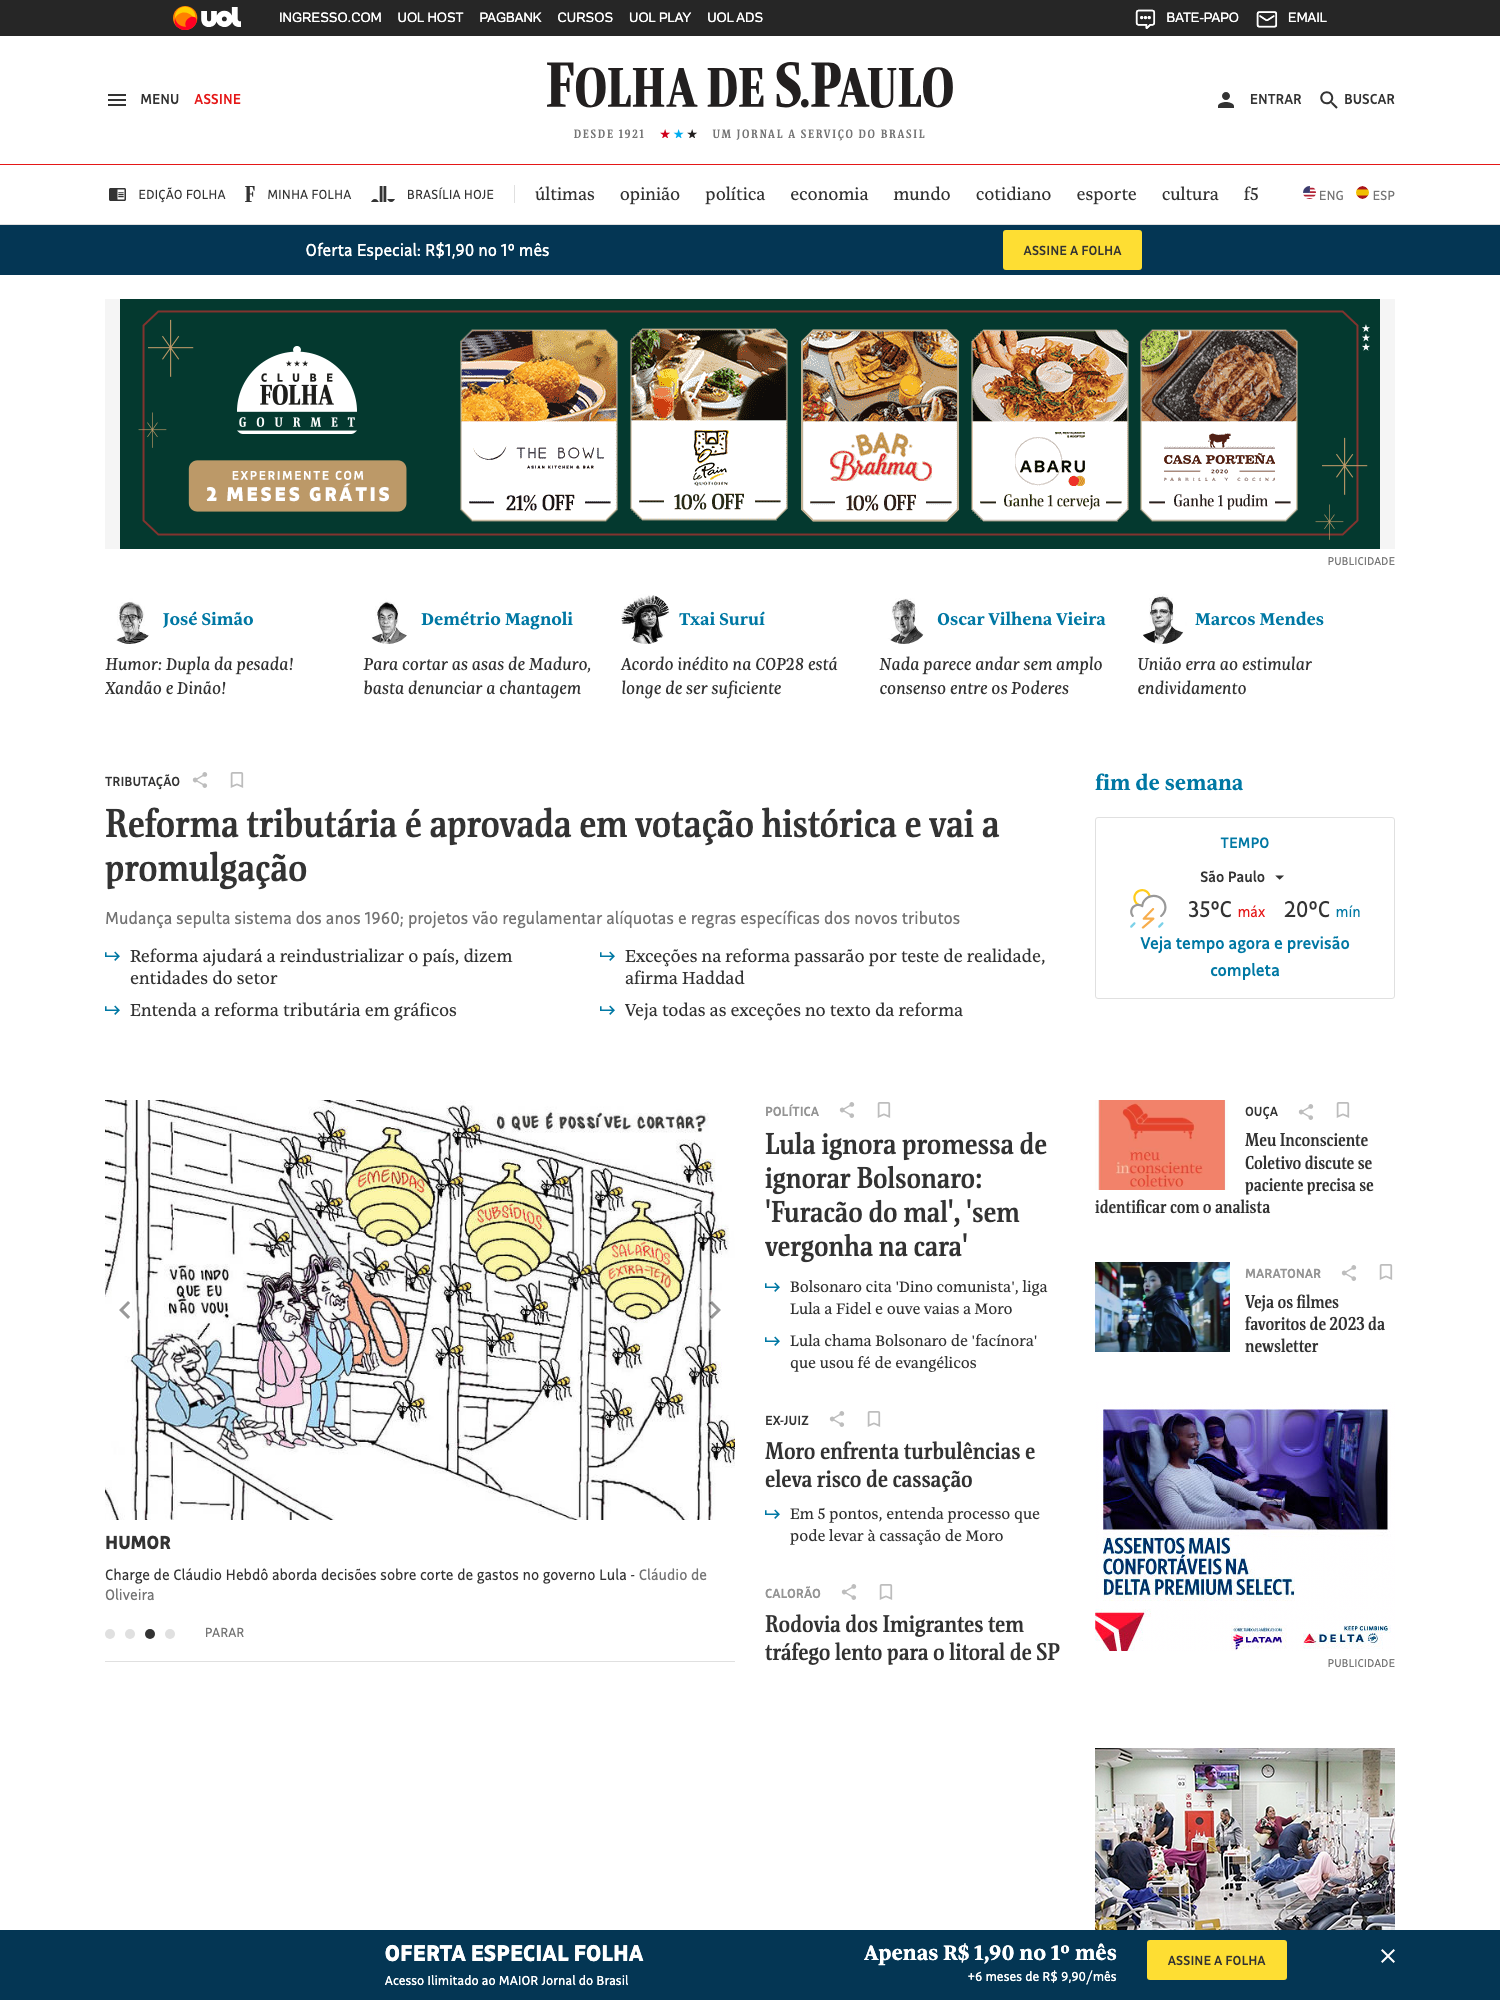 uol INGRESSO.COM UOL HOST PAGBANK CURSOS UOL PLAY UOL ADS BATE-PAPO EMAIL
MENU ASSINE FOLHA DE S.PAULO ENTRAR BUSCAR
DESDE 1921 ★★★ UM JORNAL A SERVIÇO DO BRASIL
EDIÇÃO FOLHA F MINHA FOLHA BRASÍLIA HOJE últimas opinião política economia mundo cotidiano esporte cultura f5 ENG ESP
Oferta Especial: R$1,90 no 1º mês ASSINE A FOLHA
CLUBE
FOLHA
GOURMET
EXPERIMENTE COM
2 MESES GRÁTIS
THE BOWL
ASIAN KITCHEN & BAR
21% OFF
Le Pain
QUOTIDIEN
10% OFF
BAR
Brahma
10% OFF
ABARU
Ganhe 1 cerveja
CASA PORTEÑA
2020
PARRILLA Y COCINA
Ganhe 1 pudim
PUBLICIDADE
José Simão
Humor: Dupla da pesada!
Xandão e Dinão!
Demétrio Magnoli
Para cortar as asas de Maduro,
basta denunciar a chantagem
Txai Suruí
Acordo inédito na COP28 está
longe de ser suficiente
Oscar Vilhena Vieira
Nada parece andar sem amplo
consenso entre os Poderes
Marcos Mendes
União erra ao estimular
endividamento
TRIBUTAÇÃO
Reforma tributária é aprovada em votação histórica e vai a
promulgação
Mudança sepulta sistema dos anos 1960; projetos vão regulamentar alíquotas e regras específicas dos novos tributos
Reforma ajudará a reindustrializar o país, dizem
entidades do setor
Entenda a reforma tributária em gráficos
Exceções na reforma passarão por teste de realidade,
afirma Haddad
Veja todas as exceções no texto da reforma
fim de semana
TEMPO
São Paulo
35ºC máx 20ºC mín
Veja tempo agora e previsão
completa
O QUE É POSSÍVEL CORTAR?
EMENDAS
SUBSÍDIOS
SALÁRIOS
EXTRA-TETO
VÃO INDO
QUE EU
NÃO VOU!
HUMOR
Charge de Cláudio Hebdô aborda decisões sobre corte de gastos no governo Lula - Cláudio de
Oliveira
PARAR
POLÍTICA
Lula ignora promessa de
ignorar Bolsonaro:
'Furacão do mal', 'sem
vergonha na cara'
Bolsonaro cita 'Dino comunista', liga
Lula a Fidel e ouve vaias a Moro
Lula chama Bolsonaro de 'facínora'
que usou fé de evangélicos
EX-JUIZ
Moro enfrenta turbulências e
eleva risco de cassação
Em 5 pontos, entenda processo que
pode levar à cassação de Moro
CALORÃO
Rodovia dos Imigrantes tem
tráfego lento para o litoral de SP
meu
inconsciente
coletivo
OUÇA
Meu Inconsciente
Coletivo discute se
paciente precisa se
identificar com o analista
MARATONAR
Veja os filmes
favoritos de 2023 da
newsletter
ASSENTOS MAIS
CONFORTÁVEIS NA
DELTA PREMIUM SELECT.
LATAM
KEEP CLIMBING
DELTA
PUBLICIDADE
OFERTA ESPECIAL FOLHA
Acesso Ilimitado ao MAIOR Jornal do Brasil
Apenas R$ 1,90 no 1º mês
+6 meses de R$ 9,90/mês
ASSINE A FOLHA